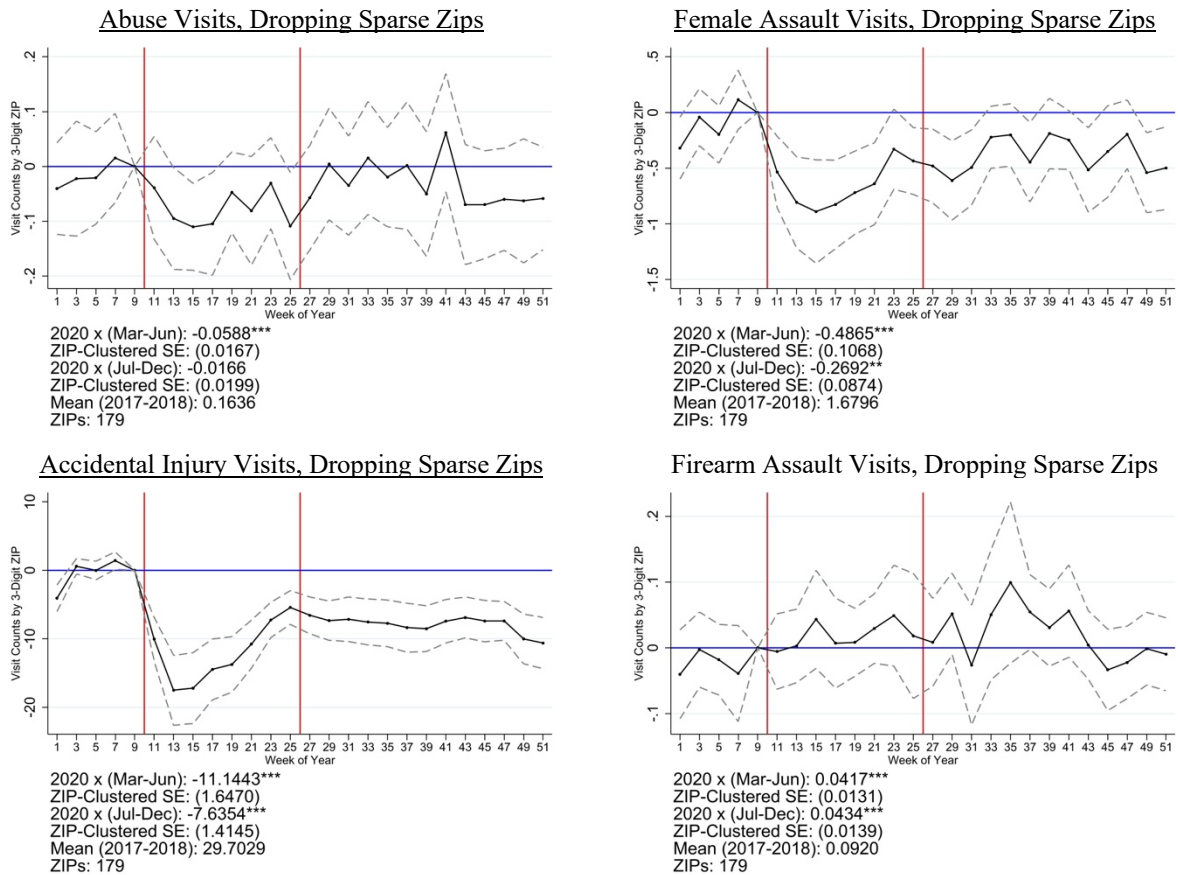 Abuse Visits, Dropping Sparse Zips
Visit Counts by 3-Digit ZIP
.2
.1
0
-.1
-.2
1 3 5 7 9 11 13 15 17 19 21 23 25 27 29 31 33 35 37 39 41 43 45 47 49 51
Week of Year
2020 x (Mar-Jun): -0.0588***
ZIP-Clustered SE: (0.0167)
2020 x (Jul-Dec): -0.0166
ZIP-Clustered SE: (0.0199)
Mean (2017-2018): 0.1636
ZIPs: 179
Female Assault Visits, Dropping Sparse Zips
Visit Counts by 3-Digit ZIP
.5
0
-.5
-1
-1.5
1 3 5 7 9 11 13 15 17 19 21 23 25 27 29 31 33 35 37 39 41 43 45 47 49 51
Week of Year
2020 x (Mar-Jun): -0.4865***
ZIP-Clustered SE: (0.1068)
2020 x (Jul-Dec): -0.2692**
ZIP-Clustered SE: (0.0874)
Mean (2017-2018): 1.6796
ZIPs: 179
Accidental Injury Visits, Dropping Sparse Zips
Visit Counts by 3-Digit ZIP
10
0
-10
-20
1 3 5 7 9 11 13 15 17 19 21 23 25 27 29 31 33 35 37 39 41 43 45 47 49 51
Week of Year
2020 x (Mar-Jun): -11.1443***
ZIP-Clustered SE: (1.6470)
2020 x (Jul-Dec): -7.6354***
ZIP-Clustered SE: (1.4145)
Mean (2017-2018): 29.7029
ZIPs: 179
Firearm Assault Visits, Dropping Sparse Zips
Visit Counts by 3-Digit ZIP
.2
.1
0
-.1
1 3 5 7 9 11 13 15 17 19 21 23 25 27 29 31 33 35 37 39 41 43 45 47 49 51
Week of Year
2020 x (Mar-Jun): 0.0417***
ZIP-Clustered SE: (0.0131)
2020 x (Jul-Dec): 0.0434***
ZIP-Clustered SE: (0.0139)
Mean (2017-2018): 0.0920
ZIPs: 179